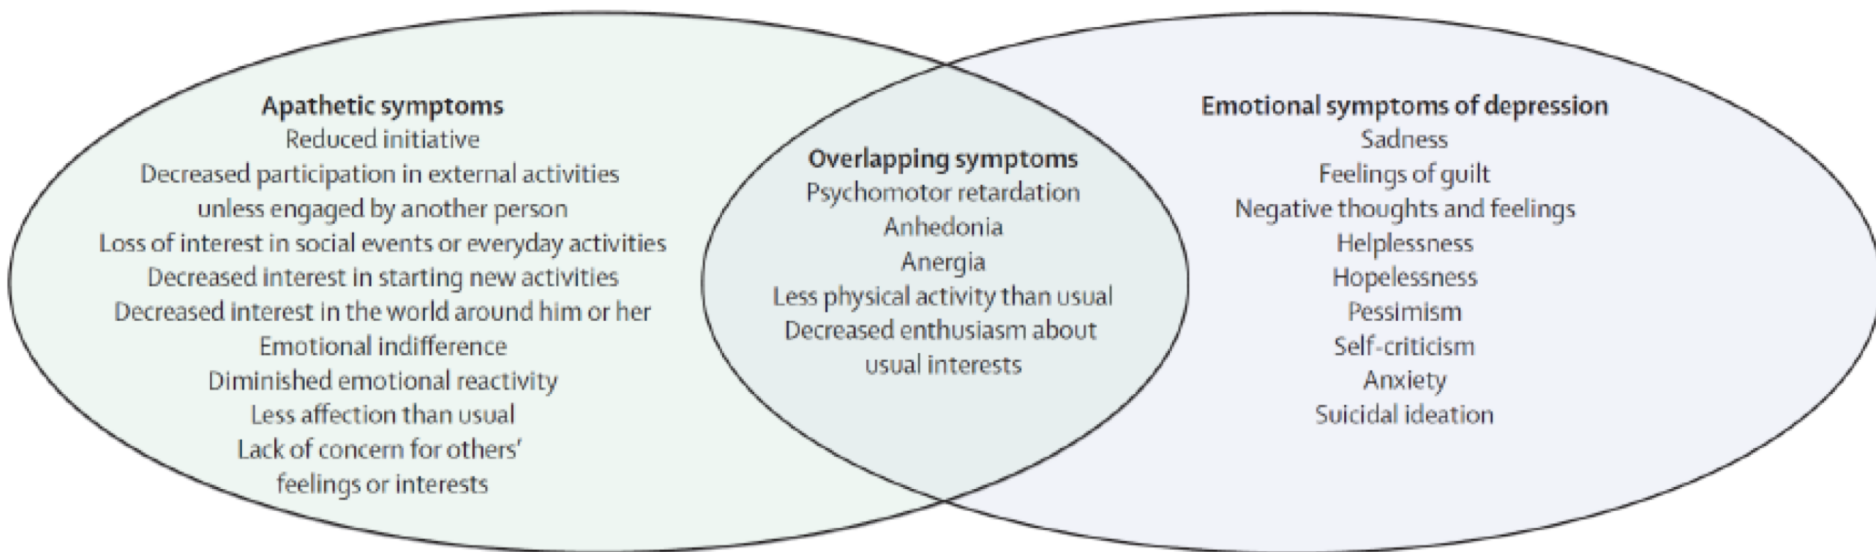 Apathetic symptoms
Reduced initiative
Decreased participation in external activities
unless engaged by another person
Loss of interest in social events or everyday activities
Decreased interest in starting new activities
Decreased interest in the world around him or her
Emotional indifference
Diminished emotional reactivity
Less affection than usual
Lack of concern for others’
feelings or interests
Overlapping symptoms
Psychomotor retardation
Anhedonia
Anergia
Less physical activity than usual
Decreased enthusiasm about
usual interests
Emotional symptoms of depression
Sadness
Feelings of guilt
Negative thoughts and feelings
Helplessness
Hopelessness
Pessimism
Self-criticism
Anxiety
Suicidal ideation